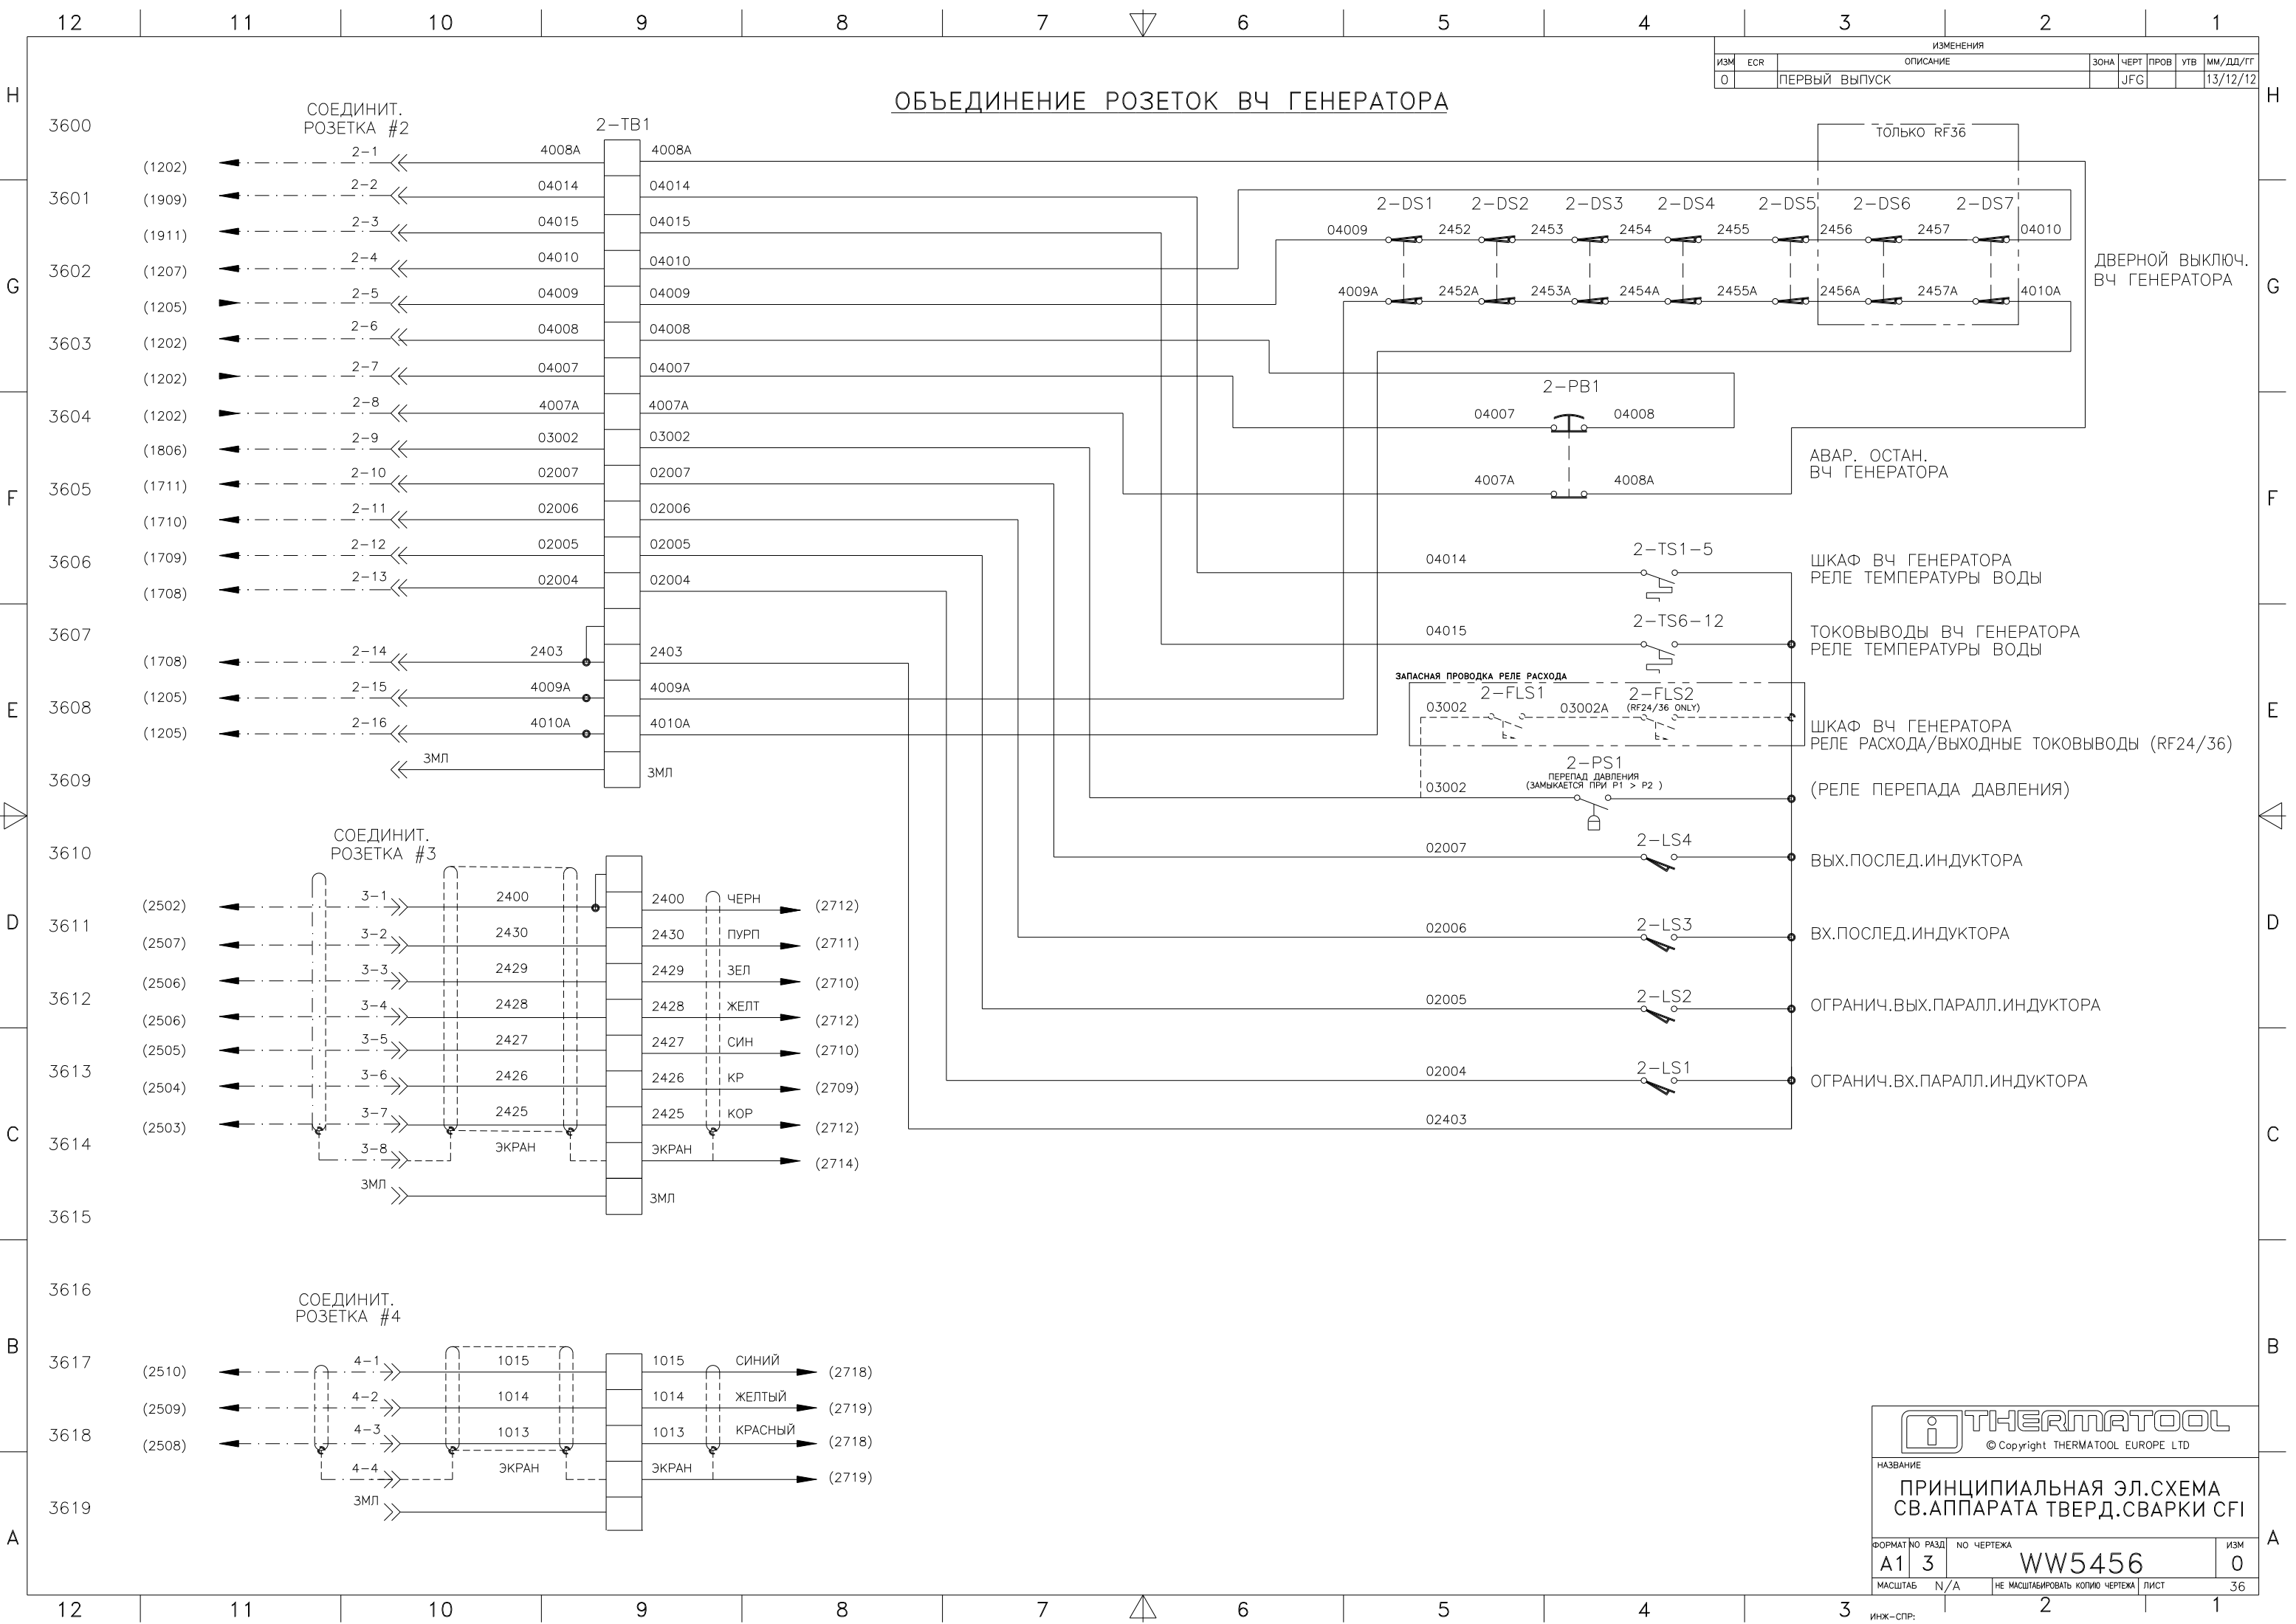 12 11 10 9 8 7 6 5 4 3 2 1
ИЗМЕНЕНИЯ
ИЗМ ECR ОПИСАНИЕ ЗОНА ЧЕРТ ПРОВ УТВ ММ/ДД/ГГ
0 ПЕРВЫЙ ВЫПУСК JFG 13/12/12
H H
G G
F F
E E
D D
C C
B B
A A
ОБЪЕДИНЕНИЕ РОЗЕТОК ВЧ ГЕНЕРАТОРА
3600
3601
3602
3603
3604
3605
3606
3607
3608
3609
3610
3611
3612
3613
3614
3615
3616
3617
3618
3619
СОЕДИНИТ.
РОЗЕТКА #2
2-TB1
(1202) 2-1 4008A 4008A
(1909) 2-2 04014 04014
(1911) 2-3 04015 04015
(1207) 2-4 04010 04010
(1205) 2-5 04009 04009
(1202) 2-6 04008 04008
(1202) 2-7 04007 04007
(1202) 2-8 4007A 4007A
(1806) 2-9 03002 03002
(1711) 2-10 02007 02007
(1710) 2-11 02006 02006
(1709) 2-12 02005 02005
(1708) 2-13 02004 02004
(1708) 2-14 2403 2403
(1205) 2-15 4009A 4009A
(1205) 2-16 4010A 4010A
ЗМЛ ЗМЛ
ТОЛЬКО RF36
2-DS1 2-DS2 2-DS3 2-DS4 2-DS5 2-DS6 2-DS7
04009 2452 2453 2454 2455 2456 2457 04010
4009A 2452A 2453A 2454A 2455A 2456A 2457A 4010A
ДВЕРНОЙ ВЫКЛЮЧ.
ВЧ ГЕНЕРАТОРА
2-PB1
04007 04008
4007A 4008A
АВАР. ОСТАН.
ВЧ ГЕНЕРАТОРА
04014 2-TS1-5
ШКАФ ВЧ ГЕНЕРАТОРА
РЕЛЕ ТЕМПЕРАТУРЫ ВОДЫ
04015 2-TS6-12
ТОКОВЫВОДЫ ВЧ ГЕНЕРАТОРА
РЕЛЕ ТЕМПЕРАТУРЫ ВОДЫ
ЗАПАСНАЯ ПРОВОДКА РЕЛЕ РАСХОДА
2-FLS1 2-FLS2
03002 03002A (RF24/36 ONLY)
ШКАФ ВЧ ГЕНЕРАТОРА
РЕЛЕ РАСХОДА/ВЫХОДНЫЕ ТОКОВЫВОДЫ (RF24/36)
2-PS1
ПЕРЕПАД ДАВЛЕНИЯ
03002 (ЗАМЫКАЕТСЯ ПРИ P1 > P2 )
(РЕЛЕ ПЕРЕПАДА ДАВЛЕНИЯ)
02007 2-LS4 ВЫХ.ПОСЛЕД.ИНДУКТОРА
02006 2-LS3 ВХ.ПОСЛЕД.ИНДУКТОРА
02005 2-LS2 ОГРАНИЧ.ВЫХ.ПАРАЛЛ.ИНДУКТОРА
02004 2-LS1 ОГРАНИЧ.ВХ.ПАРАЛЛ.ИНДУКТОРА
02403
СОЕДИНИТ.
РОЗЕТКА #3
(2502) 3-1 2400 2400 ЧЕРН (2712)
(2507) 3-2 2430 2430 ПУРП (2711)
(2506) 3-3 2429 2429 ЗЕЛ (2710)
(2506) 3-4 2428 2428 ЖЕЛТ (2712)
(2505) 3-5 2427 2427 СИН (2710)
(2504) 3-6 2426 2426 КР (2709)
(2503) 3-7 2425 2425 КОР (2712)
3-8 ЭКРАН ЭКРАН (2714)
ЗМЛ ЗМЛ
СОЕДИНИТ.
РОЗЕТКА #4
(2510) 4-1 1015 1015 СИНИЙ (2718)
(2509) 4-2 1014 1014 ЖЕЛТЫЙ (2719)
(2508) 4-3 1013 1013 КРАСНЫЙ (2718)
4-4 ЭКРАН ЭКРАН (2719)
ЗМЛ
THERMATOOL
© Copyright THERMATOOL EUROPE LTD
НАЗВАНИЕ
ПРИНЦИПИАЛЬНАЯ ЭЛ.СХЕМА
СВ.АППАРАТА ТВЕРД.СВАРКИ CFI
ФОРМАТ NO РАЗД NO ЧЕРТЕЖА ИЗМ
A1 3 WW5456 0
МАСШТАБ N/A НЕ МАСШТАБИРОВАТЬ КОПИЮ ЧЕРТЕЖА ЛИСТ 36
12 11 10 9 8 7 6 5 4 3 2 1
ИНЖ-СПР: